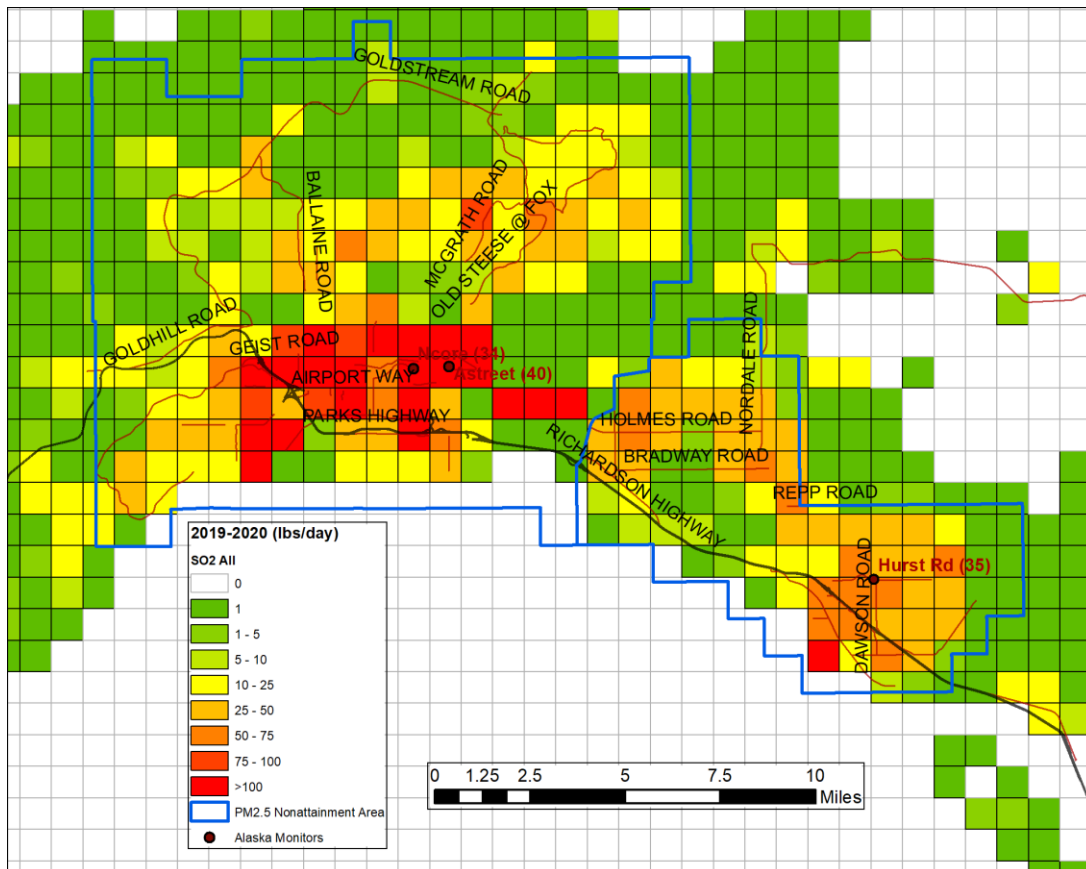 GOLDSTREAM ROAD
BALLAINE ROAD
MCGRATH ROAD
OLD STEESE @ FOX
GOLDHILL ROAD
GEIST ROAD
Ncore (31)
Astreet (40)
AIRPORT WAY
PARKS HIGHWAY
NORDALE ROAD
HOLMES ROAD
BRADWAY ROAD
RICHARDSON HIGHWAY
REPP ROAD
DAWSON ROAD
Hurst Rd (35)
2019-2020 (lbs/day)
SO2 All
0
1
1 - 5
5 - 10
10 - 25
25 - 50
50 - 75
75 - 100
>100
PM2.5 Nonattainment Area
Alaska Monitors
0 1.25 2.5 5 7.5 10
Miles